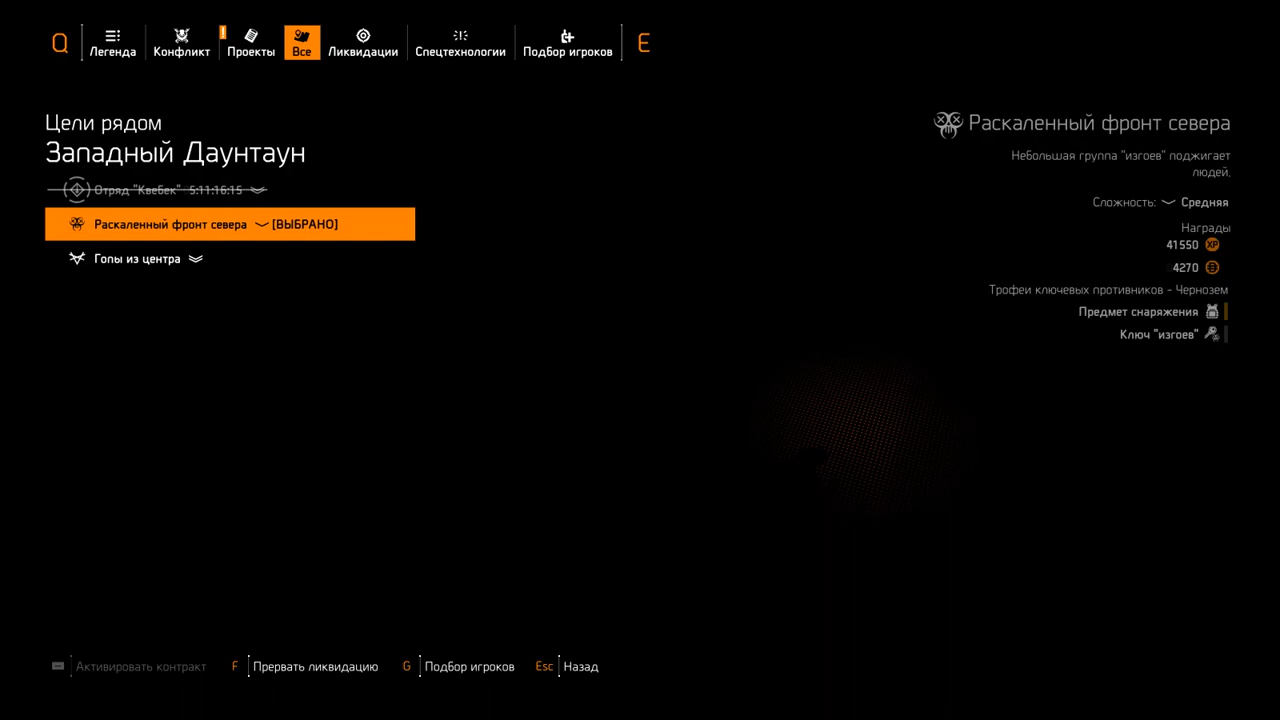 Q
Легенда
Конфликт
Проекты
Все
Ликвидации
Спецтехнологии
Подбор игроков
E
Цели рядом
Западный Даунтаун
Отряд "Квебек" 5:11:16:15
Раскаленный фронт севера [ВЫБРАНО]
Гопы из центра
Раскаленный фронт севера
Небольшая группа "изгоев" поджигает
людей.
Сложность: Средняя
Награды
41550 XP
4270
Трофеи ключевых противников - Чернозем
Предмет снаряжения
Ключ "изгоев"
Активировать контракт
F Прервать ликвидацию
G Подбор игроков
Esc Назад